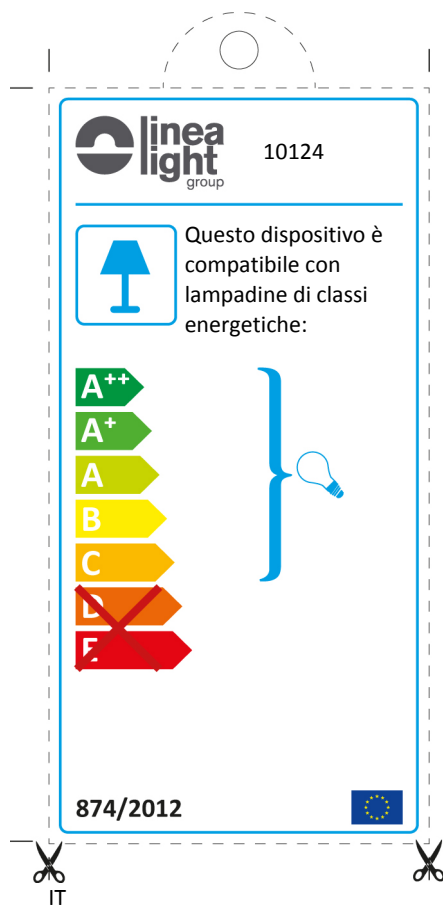 linea
light
group
10124
Questo dispositivo è
compatibile con
lampadine di classi
energetiche:
A++
A+
A
B
C
D
E
874/2012
IT